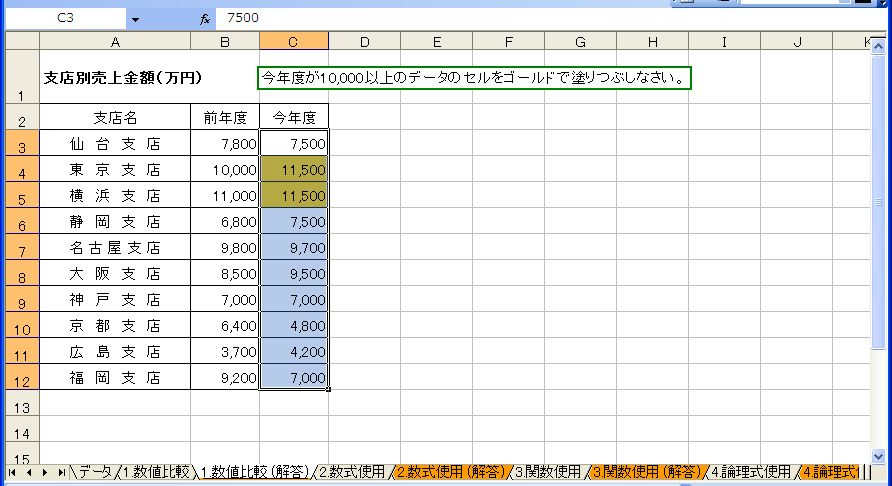 C3 fx 7500
A B C D E F G H I J K
1 支店別売上金額(万円) 今年度が10,000以上のデータのセルをゴールドで塗りつぶしなさい。
2 支店名 前年度 今年度
3 仙台支店 7,800 7,500
4 東京支店 10,000 11,500
5 横浜支店 11,000 11,500
6 静岡支店 6,800 7,500
7 名古屋支店 9,800 9,700
8 大阪支店 8,500 9,500
9 神戸支店 7,000 7,000
10 京都支店 6,400 4,800
11 広島支店 3,700 4,200
12 福岡支店 9,200 7,000
13
14
15
データ 1.数値比較 1.数値比較(解答) 2.数式使用 2.数式使用(解答) 3.関数使用 3.関数使用(解答) 4.論理式使用 4.論理式